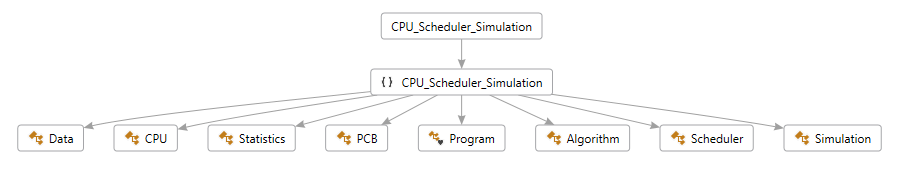 CPU_Scheduler_Simulation
{ } CPU_Scheduler_Simulation
Data CPU Statistics PCB Program Algorithm Scheduler Simulation